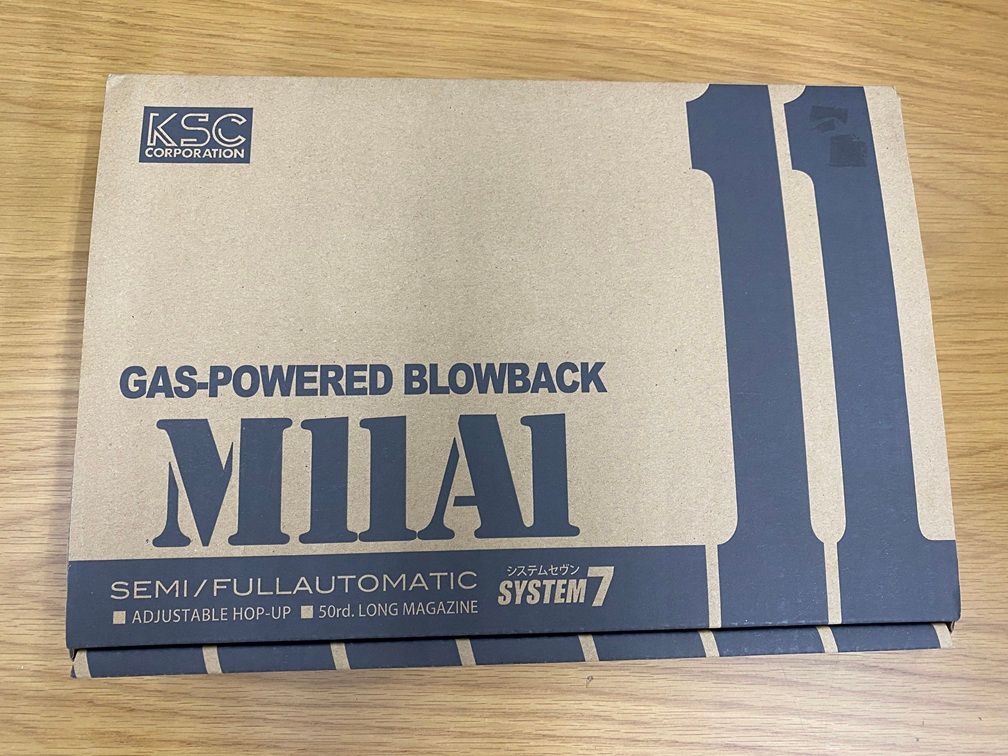 KSC
CORPORATION
11
GAS-POWERED BLOWBACK
M11A1
SEMI/FULLAUTOMATIC
■ ADJUSTABLE HOP-UP ■ 50rd. LONG MAGAZINE
システムセヴン
SYSTEM7